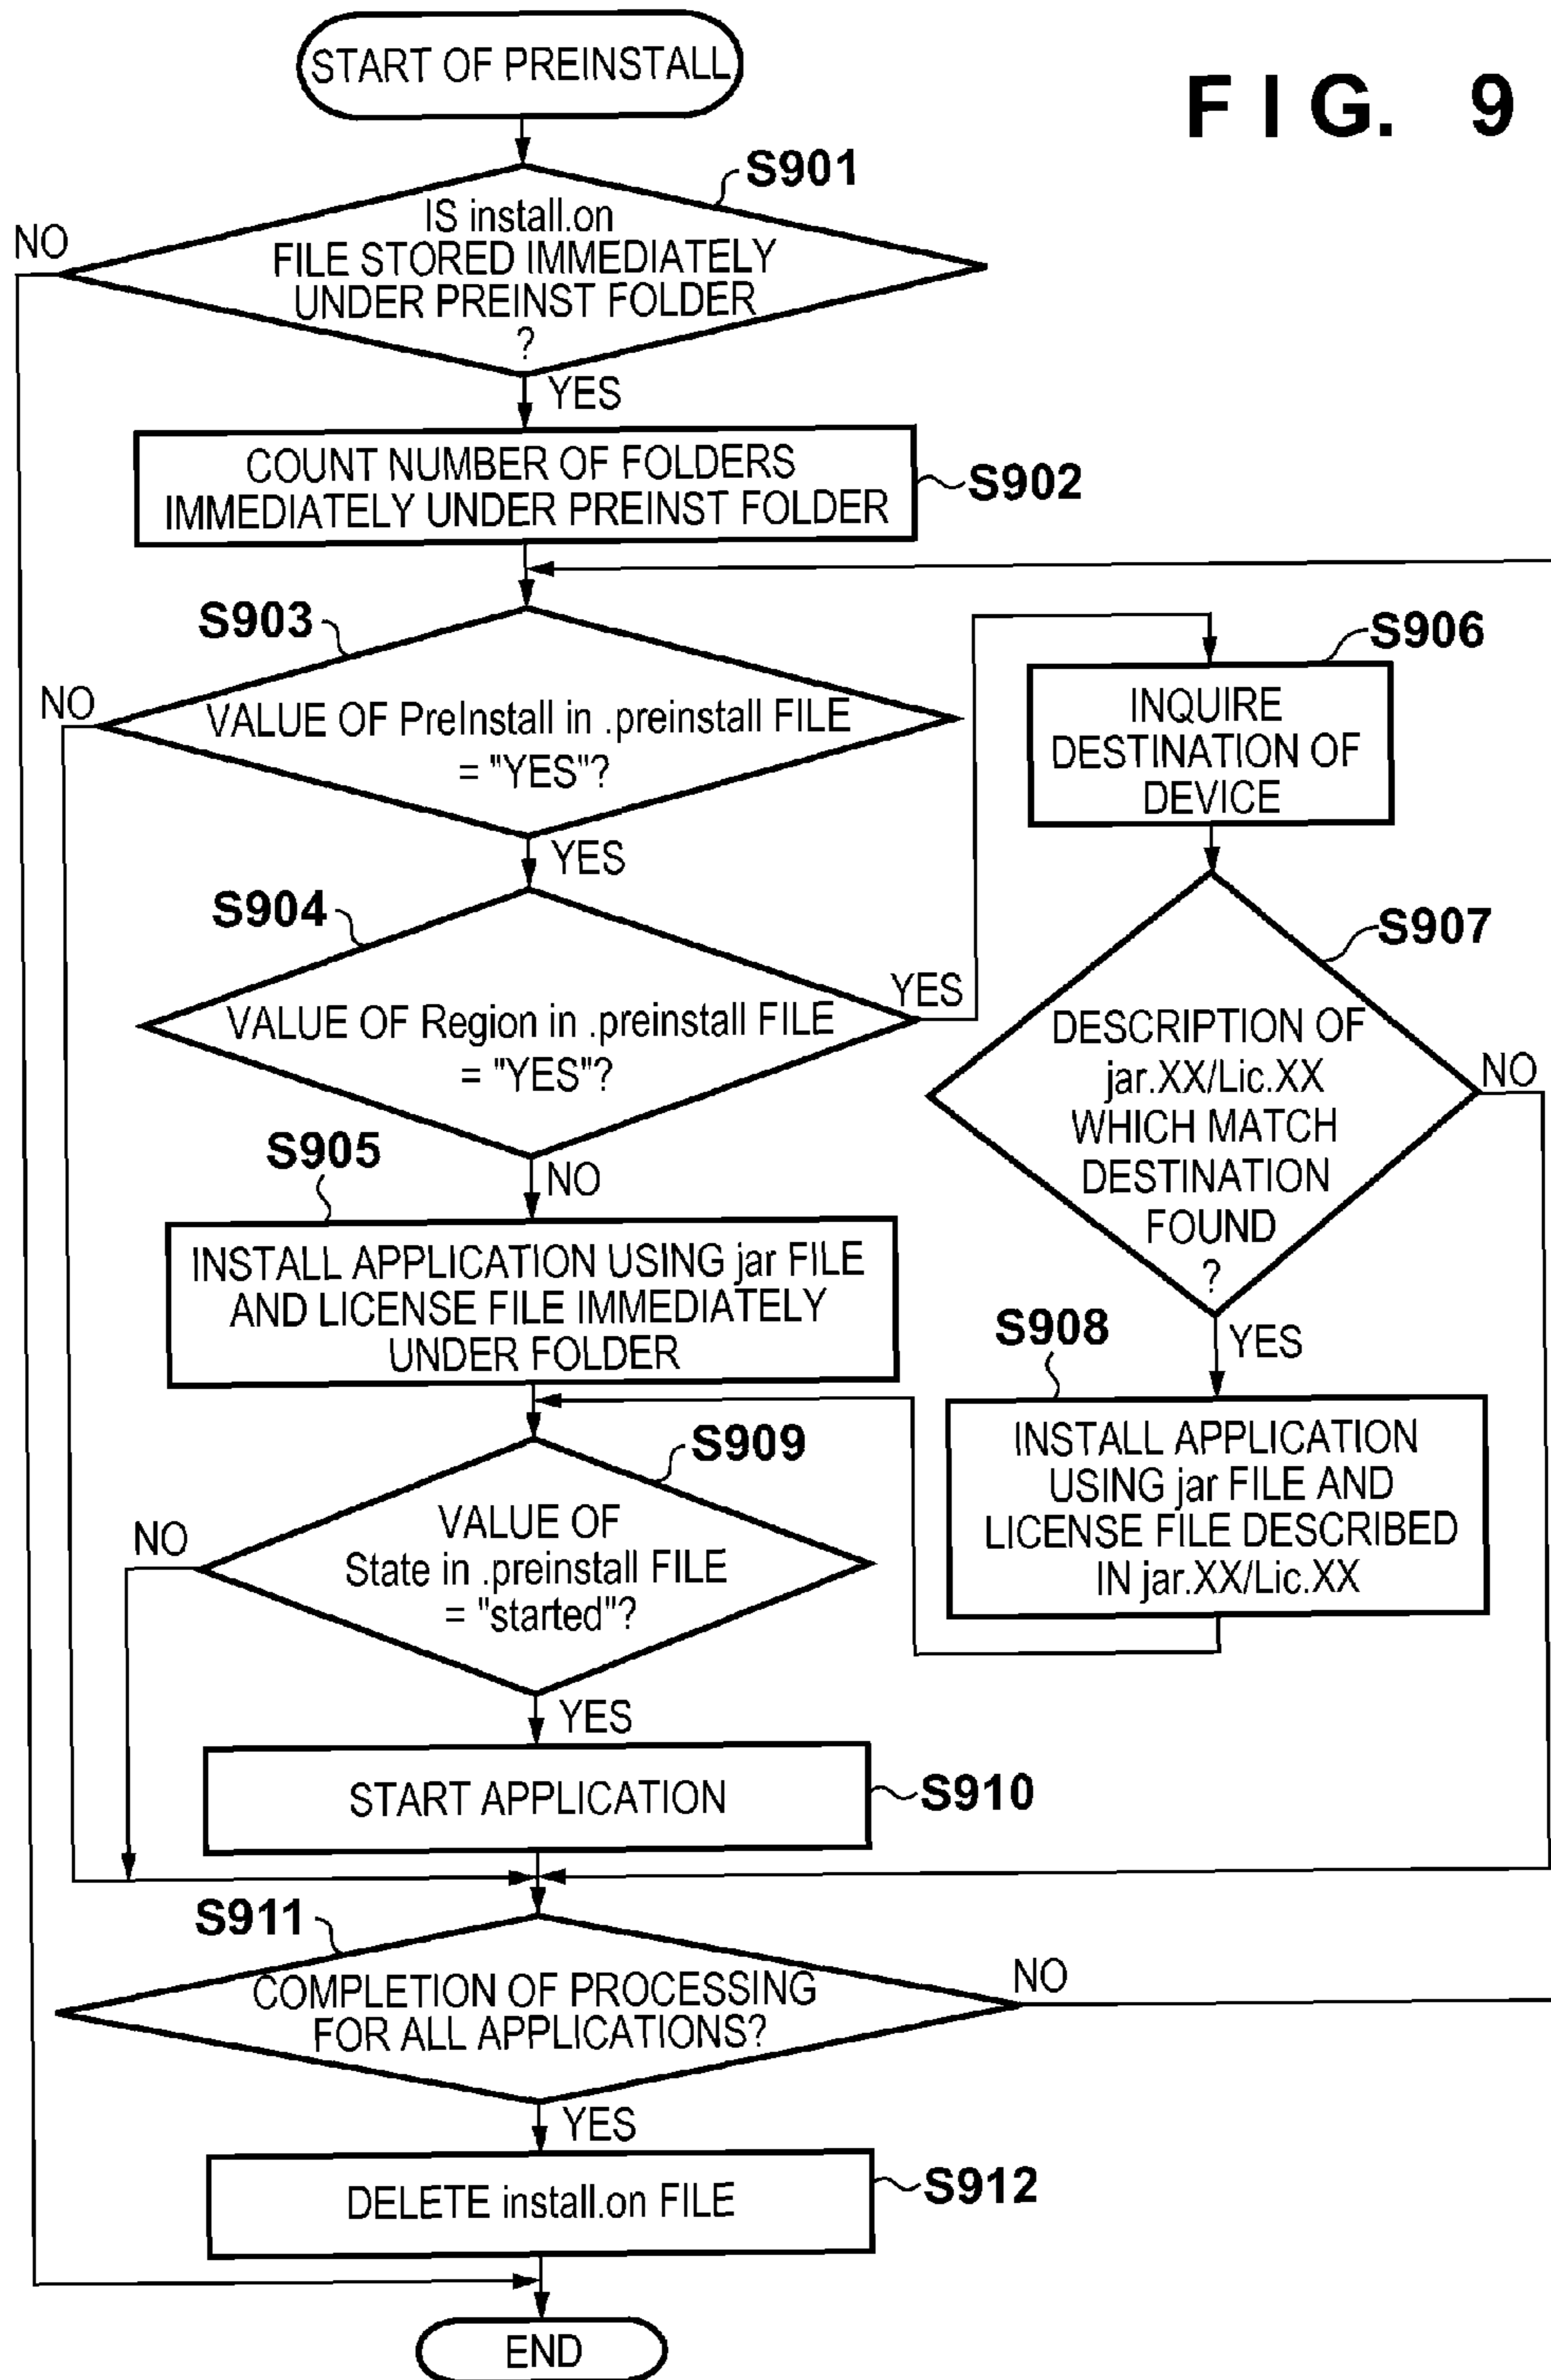 START OF PREINSTALL
FIG. 9
S901
IS install.on
FILE STORED IMMEDIATELY
UNDER PREINST FOLDER
?
NO
YES
COUNT NUMBER OF FOLDERS
IMMEDIATELY UNDER PREINST FOLDER
S902
S903
NO
VALUE OF PreInstall in .preinstall FILE
= "YES"?
YES
S904
VALUE OF Region in .preinstall FILE
= "YES"?
YES
NO
S905
INSTALL APPLICATION USING jar FILE
AND LICENSE FILE IMMEDIATELY
UNDER FOLDER
S906
INQUIRE
DESTINATION OF
DEVICE
S907
DESCRIPTION OF
jar.XX/Lic.XX
WHICH MATCH
DESTINATION
FOUND
?
NO
YES
S908
INSTALL APPLICATION
USING jar FILE AND
LICENSE FILE DESCRIBED
IN jar.XX/Lic.XX
S909
NO
VALUE OF
State in .preinstall FILE
= "started"?
YES
START APPLICATION
S910
S911
COMPLETION OF PROCESSING
FOR ALL APPLICATIONS?
NO
YES
DELETE install.on FILE
S912
END